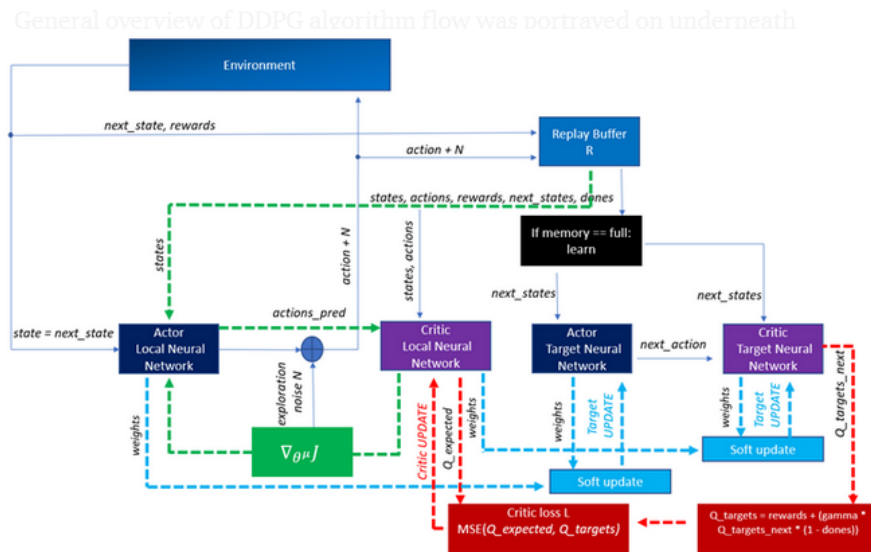 General overview of DDPG algorithm flow was portrayed on underneath
Environment
next_state, rewards
Replay Buffer
R
action + N
states, actions, rewards, next_states, dones
If memory == full:
learn
states
action + N
states, actions
next_states
next_states
actions_pred
state = next_state
Actor
Local Neural
Network
Critic
Local Neural
Network
Actor
Target Neural
Network
next_action
Critic
Target Neural
Network
exploration
noise N
weights
∇θμJ
Critic UPDATE
Q_expected
weights
weights
Target
UPDATE
weights
Target
UPDATE
Q_targets_next
Soft update
Soft update
Critic loss L
MSE(Q_expected, Q_targets)
Q_targets = rewards + (gamma *
Q_targets_next * (1 - dones))